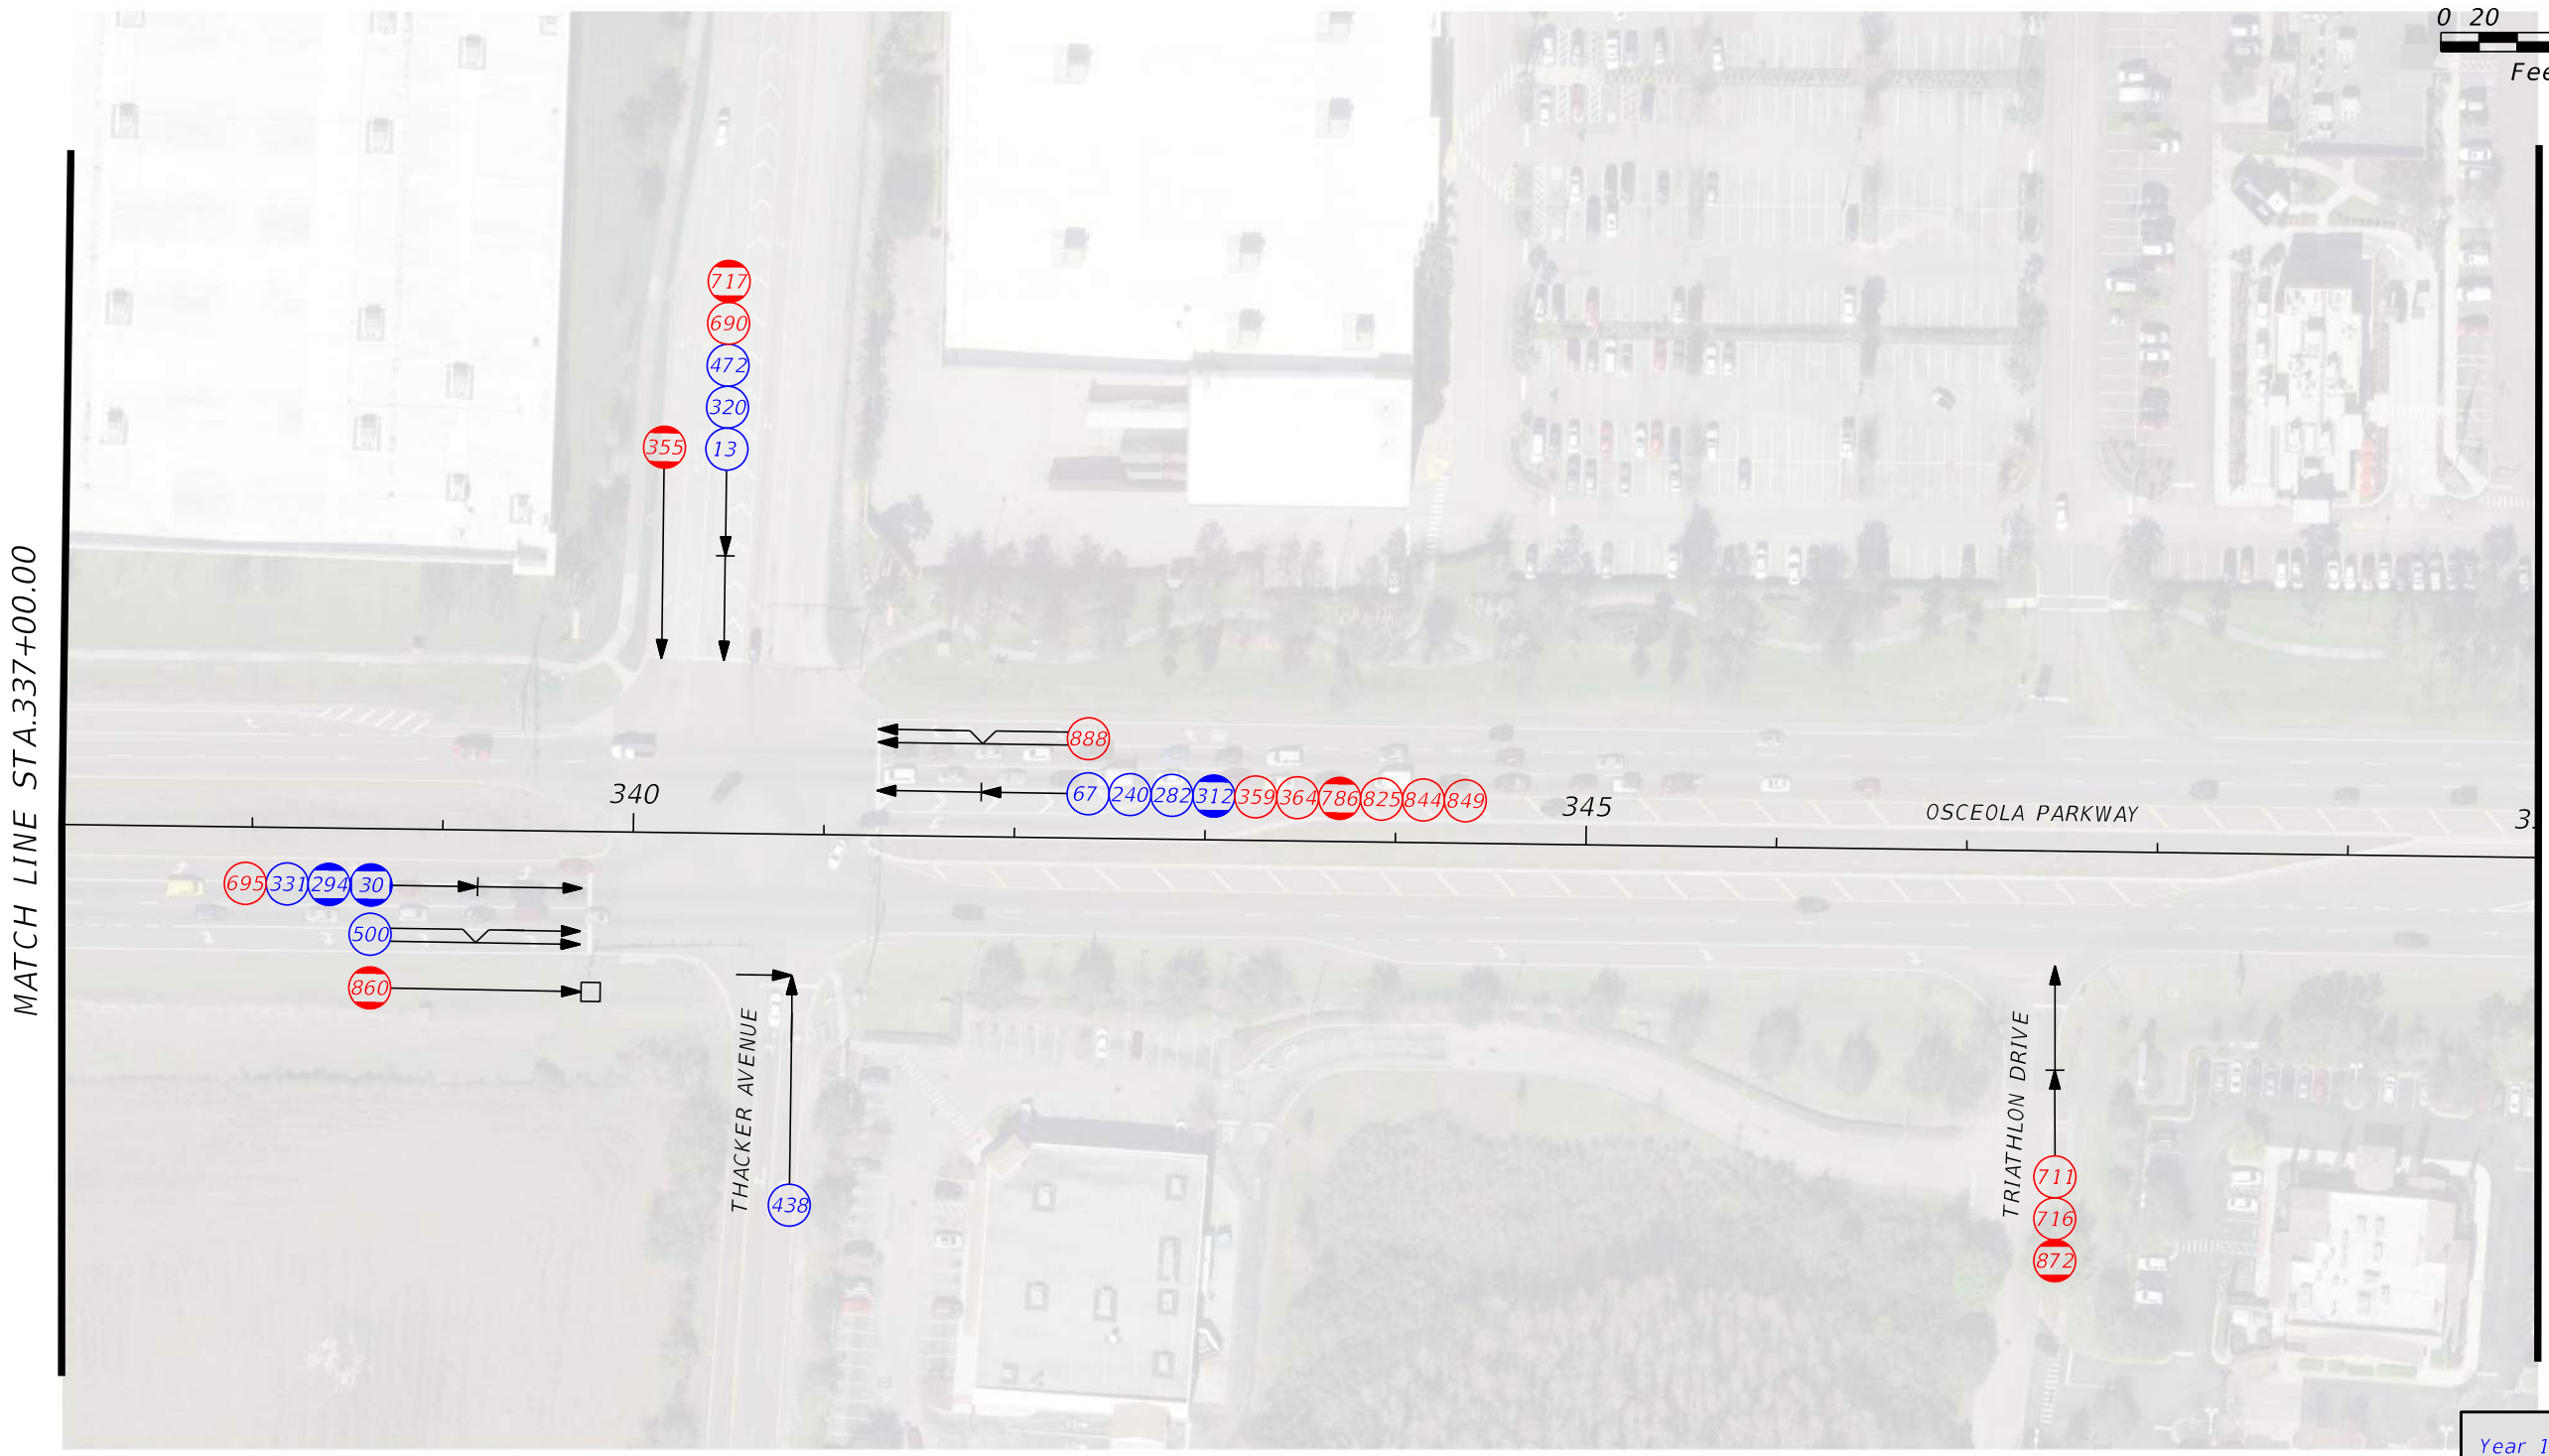 0 20
Fee
717
690
472
320
355
13
MATCH LINE STA.337+00.00
888
340
67 240 282 312 359 364 786 825 844 849
345
OSCEOLA PARKWAY
695 331 294 30
500
860
THACKER AVENUE
438
TRIATHLON DRIVE
711
716
872
Year 1